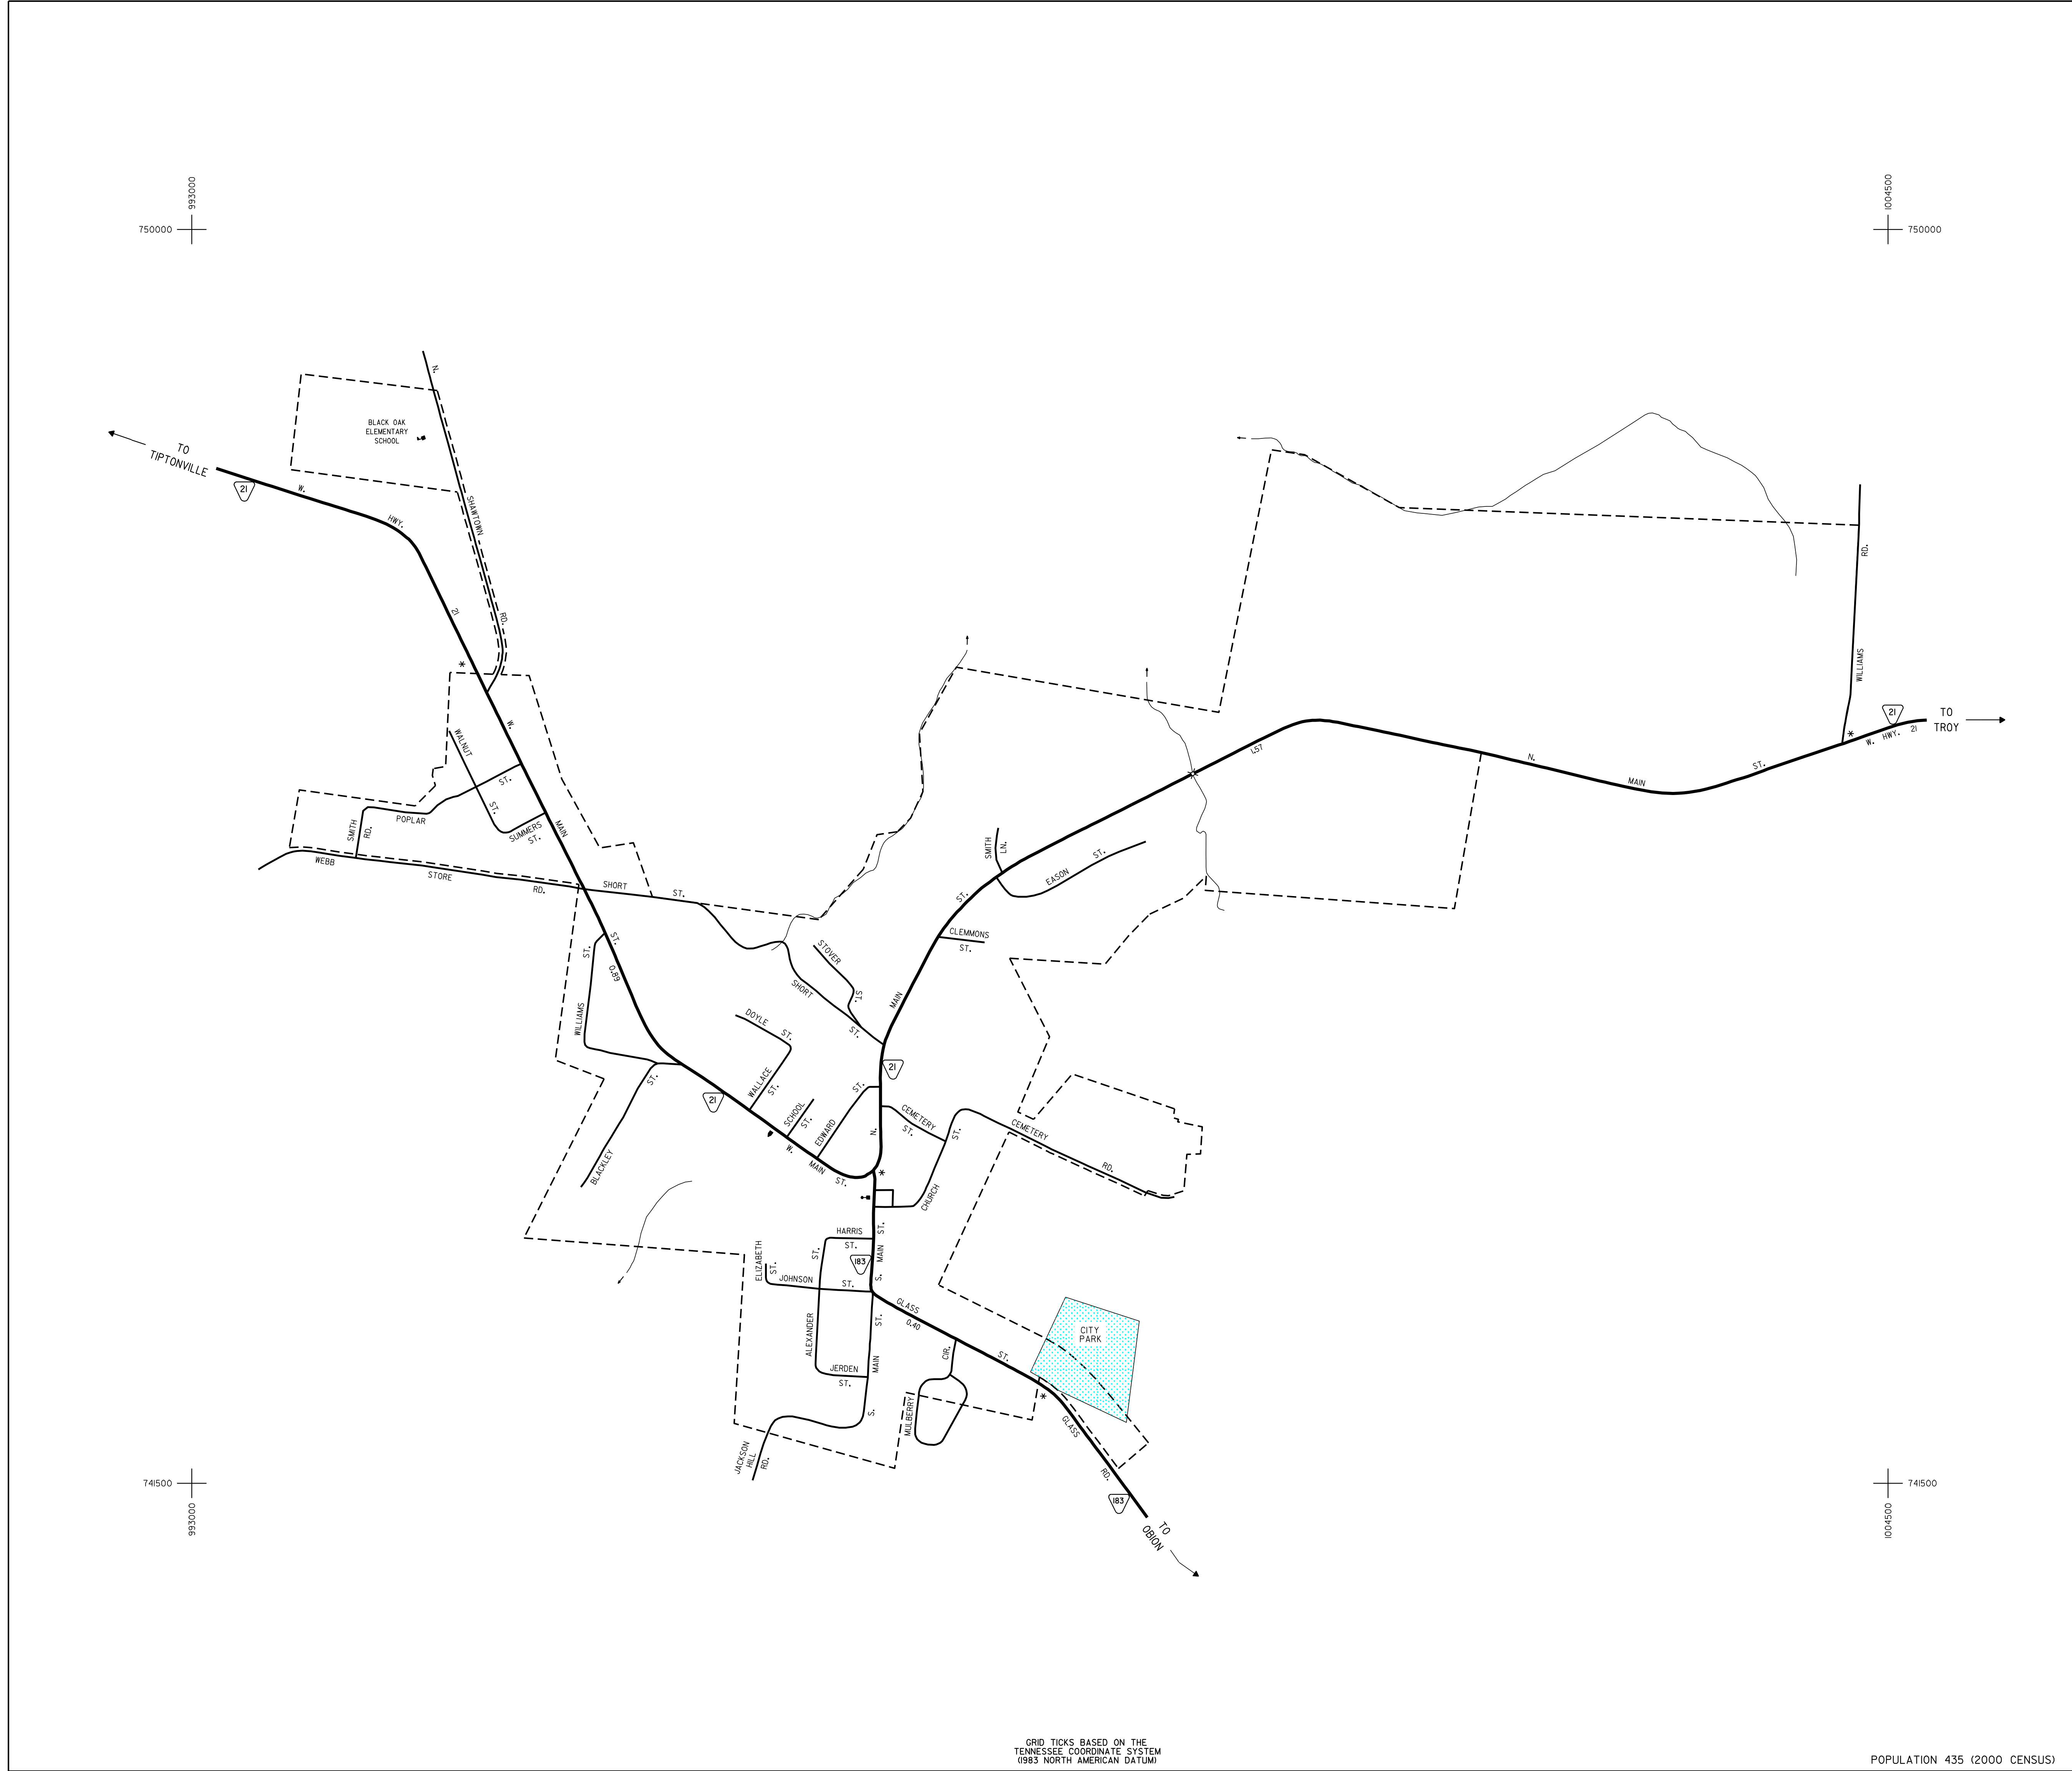 993000
1004500
750000
750000
N.
BLACK OAK
ELEMENTARY
SCHOOL
TO
TIPTONVILLE
21
W.
HWY.
SHAWTOWN
RD.
21
RD.
WILLIAMS
21
TO
TROY
W. HWY. 21
W.
WALNUT
ST.
ST.
1.57
N.
MAIN
ST.
SMITH
RD.
POPLAR
SUMMERS
ST.
MAIN
WEBB
STORE
RD.
SHORT
ST.
SMITH
LN.
EASON
ST.
ST.
CLEMMONS
ST.
ST.
ST.
0.89
STOVER
ST.
SHORT
ST.
MAIN
WILLIAMS
DOYLE
ST.
21
ST.
WALLACE
ST.
21
SCHOOL
ST.
EDWARD
ST.
CEMETERY
ST.
N.
ST.
CEMETERY
RD.
BLACKLEY
W.
MAIN
ST.
CHURCH
HARRIS
ST.
ST.
MAIN
S.
ST.
183
ELIZABETH
ST.
JOHNSON
ST.
GLASS
0.40
ST.
ALEXANDER
ST.
MAIN
S.
JERDEN
ST.
CIR.
MULBERRY
CITY
PARK
GLASS
RD.
JACKSON
HILL
RD.
183
TO
OBION
741500
741500
993000
1004500
GRID TICKS BASED ON THE
TENNESSEE COORDINATE SYSTEM
(1983 NORTH AMERICAN DATUM)
POPULATION 435 (2000 CENSUS)